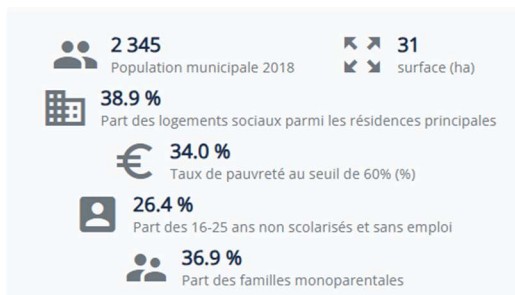 2 345
Population municipale 2018
31
surface (ha)
38.9 %
Part des logements sociaux parmi les résidences principales
34.0 %
Taux de pauvreté au seuil de 60% (%)
26.4 %
Part des 16-25 ans non scolarisés et sans emploi
36.9 %
Part des familles monoparentales